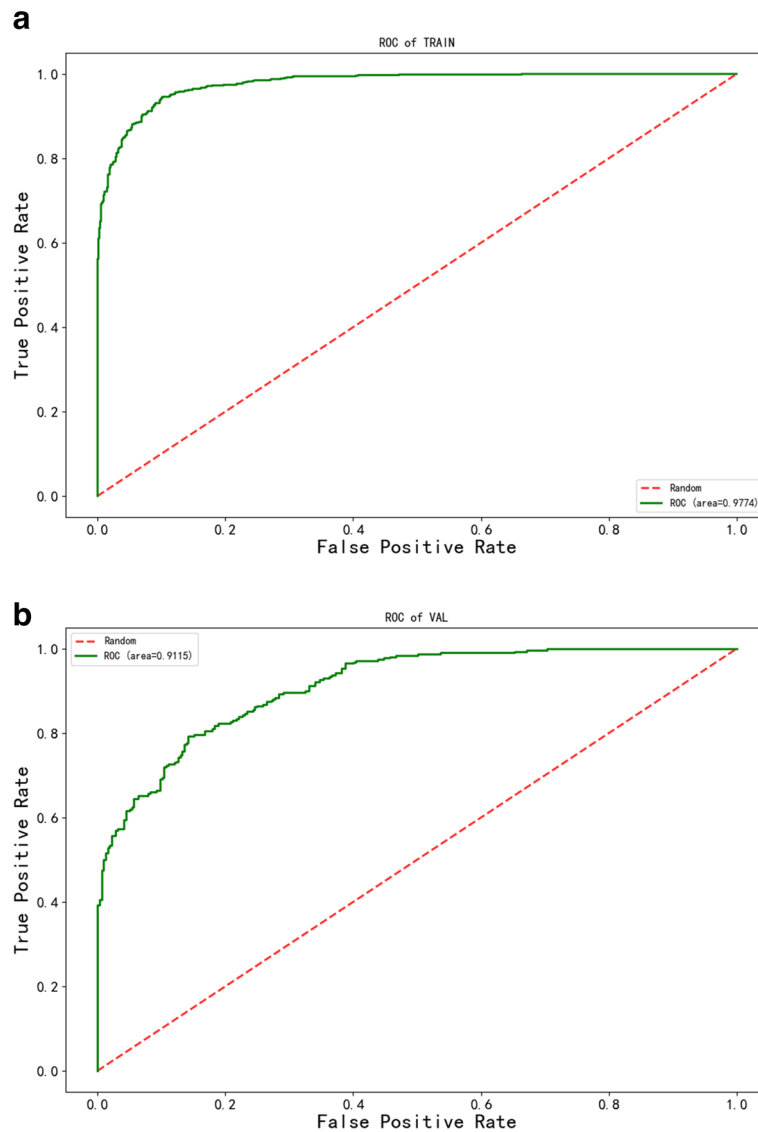 a
ROC of TRAIN
True Positive Rate
1.0
0.8
0.6
0.4
0.2
0.0
Random
ROC (area=0.9774)
0.0 0.2 0.4 0.6 0.8 1.0
False Positive Rate
b
ROC of VAL
Random
ROC (area=0.9115)
True Positive Rate
1.0
0.8
0.6
0.4
0.2
0.0
0.0 0.2 0.4 0.6 0.8 1.0
False Positive Rate